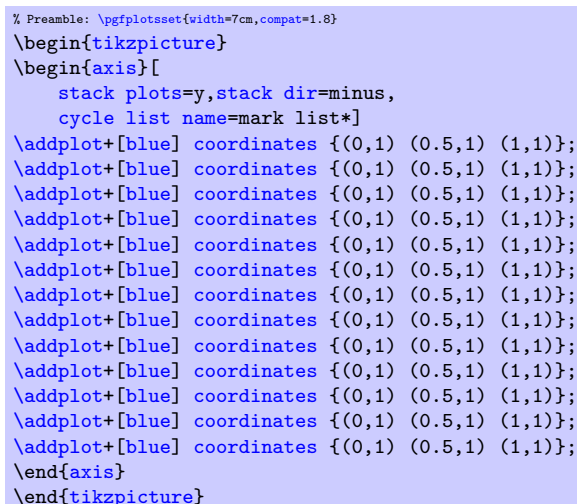 % Preamble: \pgfplotsset{width=7cm,compat=1.8}
\begin{tikzpicture}
\begin{axis}[
    stack plots=y,stack dir=minus,
    cycle list name=mark list*]
\addplot+[blue] coordinates {(0,1) (0.5,1) (1,1)};
\addplot+[blue] coordinates {(0,1) (0.5,1) (1,1)};
\addplot+[blue] coordinates {(0,1) (0.5,1) (1,1)};
\addplot+[blue] coordinates {(0,1) (0.5,1) (1,1)};
\addplot+[blue] coordinates {(0,1) (0.5,1) (1,1)};
\addplot+[blue] coordinates {(0,1) (0.5,1) (1,1)};
\addplot+[blue] coordinates {(0,1) (0.5,1) (1,1)};
\addplot+[blue] coordinates {(0,1) (0.5,1) (1,1)};
\addplot+[blue] coordinates {(0,1) (0.5,1) (1,1)};
\addplot+[blue] coordinates {(0,1) (0.5,1) (1,1)};
\addplot+[blue] coordinates {(0,1) (0.5,1) (1,1)};
\addplot+[blue] coordinates {(0,1) (0.5,1) (1,1)};
\addplot+[blue] coordinates {(0,1) (0.5,1) (1,1)};
\end{axis}
\end{tikzpicture}